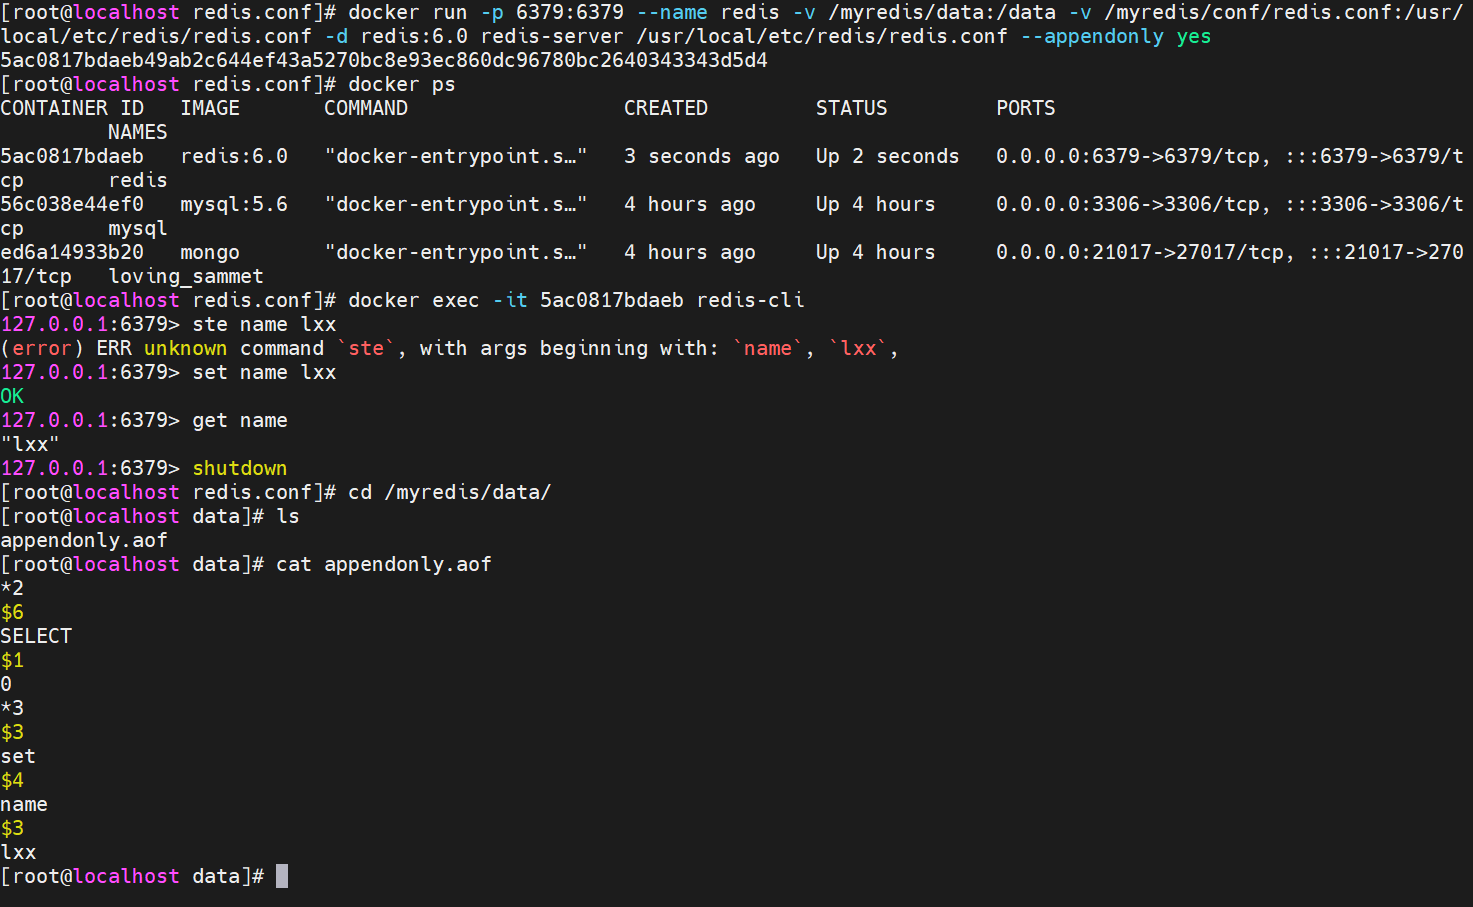 [root@localhost redis.conf]# docker run -p 6379:6379 --name redis -v /myredis/data:/data -v /myredis/conf/redis.conf:/usr/
local/etc/redis/redis.conf -d redis:6.0 redis-server /usr/local/etc/redis/redis.conf --appendonly yes
5ac0817bdaeb49ab2c644ef43a5270bc8e93ec860dc96780bc2640343343d5d4
[root@localhost redis.conf]# docker ps
CONTAINER ID   IMAGE       COMMAND                  CREATED         STATUS         PORTS
         NAMES
5ac0817bdaeb   redis:6.0   "docker-entrypoint.s…"   3 seconds ago   Up 2 seconds   0.0.0.0:6379->6379/tcp, :::6379->6379/t
cp       redis
56c038e44ef0   mysql:5.6   "docker-entrypoint.s…"   4 hours ago     Up 4 hours     0.0.0.0:3306->3306/tcp, :::3306->3306/t
cp       mysql
ed6a14933b20   mongo       "docker-entrypoint.s…"   4 hours ago     Up 4 hours     0.0.0.0:21017->27017/tcp, :::21017->270
17/tcp   loving_sammet
[root@localhost redis.conf]# docker exec -it 5ac0817bdaeb redis-cli
127.0.0.1:6379> ste name lxx
(error) ERR unknown command `ste`, with args beginning with: `name`, `lxx`,
127.0.0.1:6379> set name lxx
OK
127.0.0.1:6379> get name
"lxx"
127.0.0.1:6379> shutdown
[root@localhost redis.conf]# cd /myredis/data/
[root@localhost data]# ls
appendonly.aof
[root@localhost data]# cat appendonly.aof
*2
$6
SELECT
$1
0
*3
$3
set
$4
name
$3
lxx
[root@localhost data]#